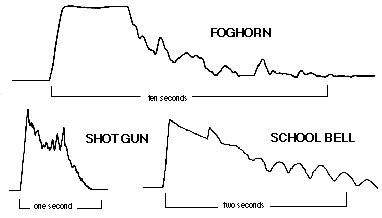 FOGHORN
ten seconds
SHOTGUN
one second
SCHOOL BELL
two seconds